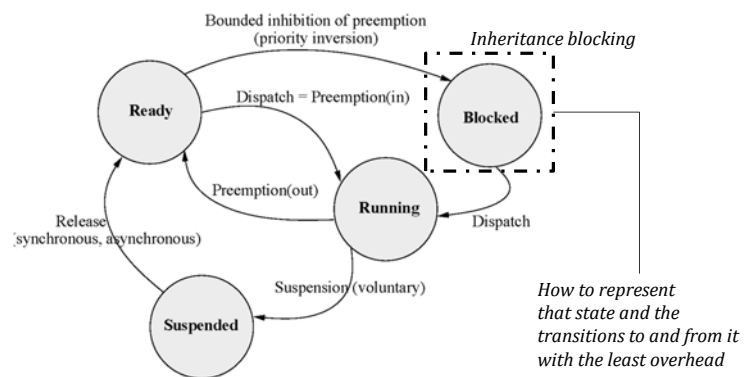 Bounded inhibition of preemption
(priority inversion)
Inheritance blocking
Ready
Dispatch = Preemption(in)
Blocked
Preemption(out)
Running
Dispatch
Release
(synchronous, asynchronous)
Suspension (voluntary)
Suspended
How to represent
that state and the
transitions to and from it
with the least overhead